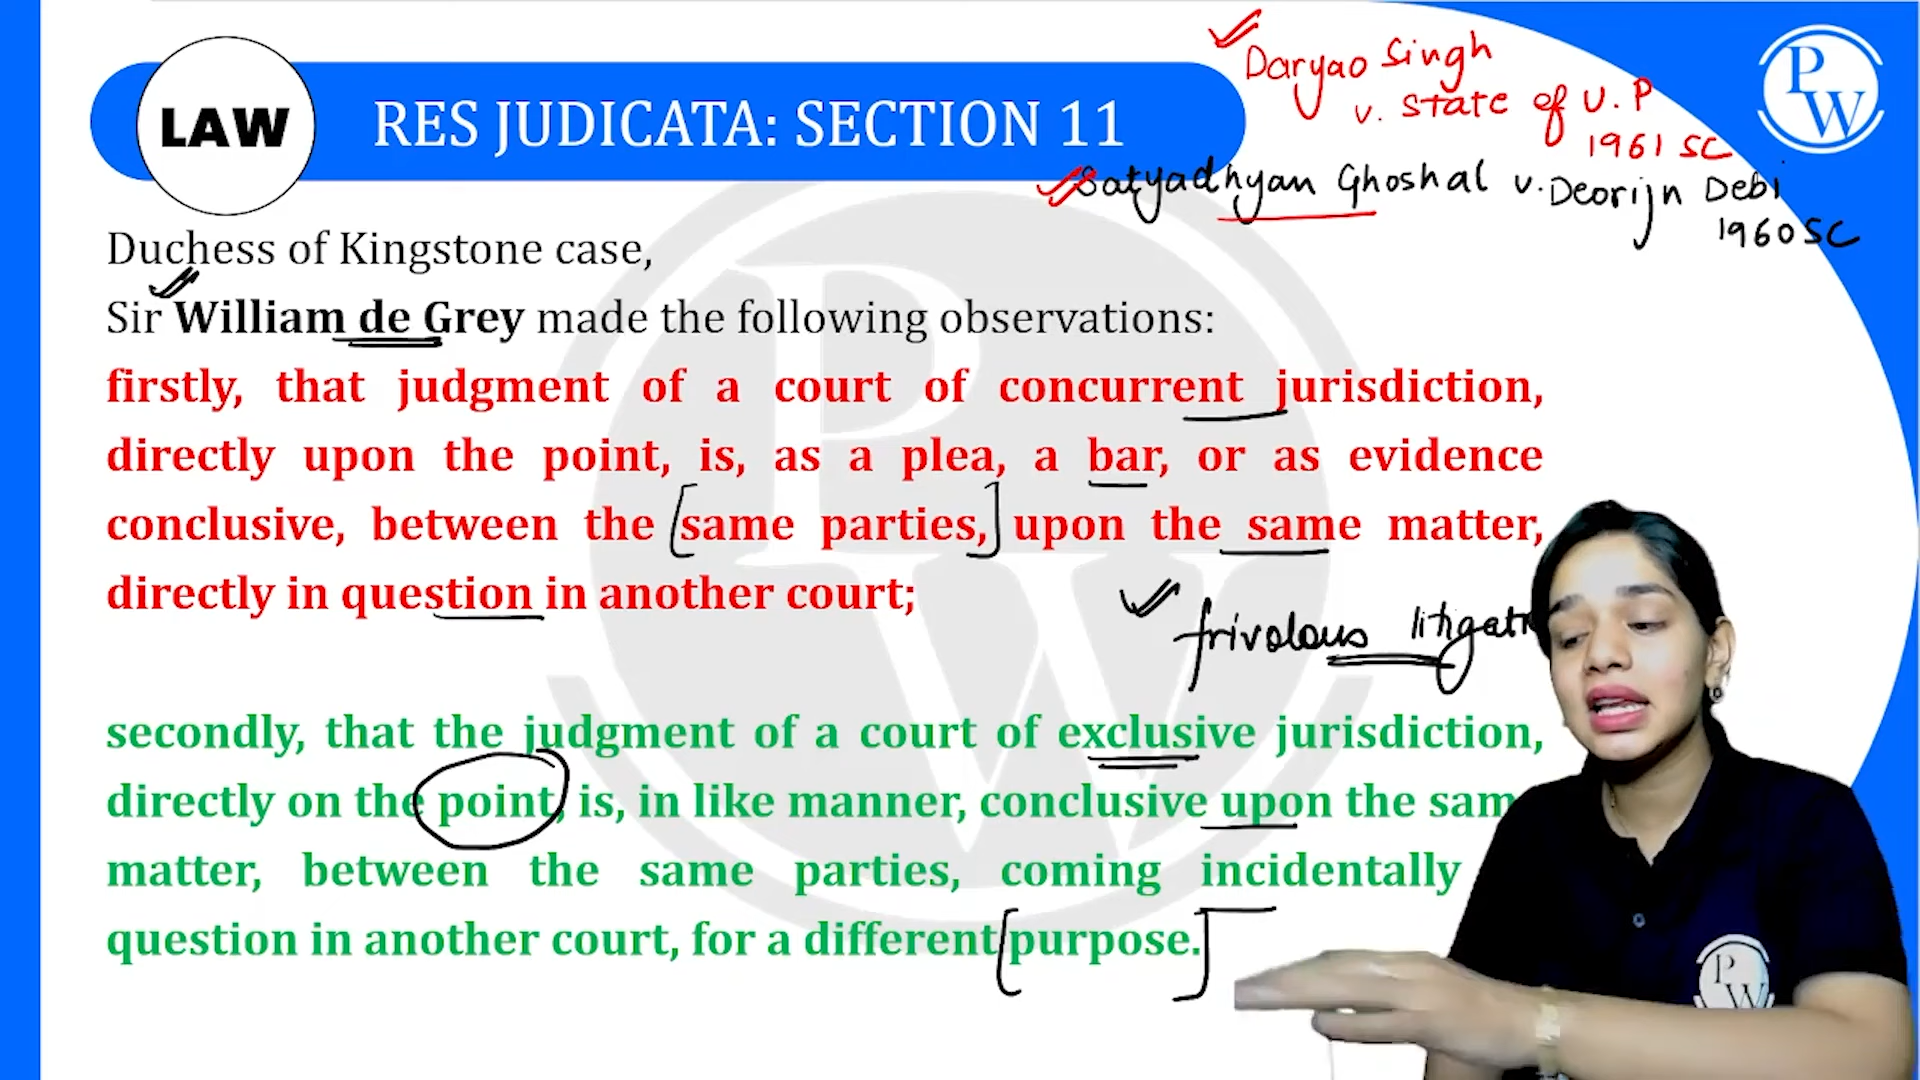 LAW
RES JUDICATA: SECTION 11
Daryao Singh
v. State of U.P
1961 SC
Satyadhyan Ghoshal v. Deorijn Debi
1960 SC
PW
Duchess of Kingstone case,
Sir William de Grey made the following observations:
firstly, that judgment of a court of concurrent jurisdiction,
directly upon the point, is, as a plea, a bar, or as evidence
conclusive, between the same parties, upon the same matter,
directly in question in another court;
frivolous
secondly, that the judgment of a court of exclusive jurisdiction,
directly on the point, is, in like manner, conclusive upon the
matter, between the same parties, coming incidentally
question in another court, for a different purpose.
PW
PW